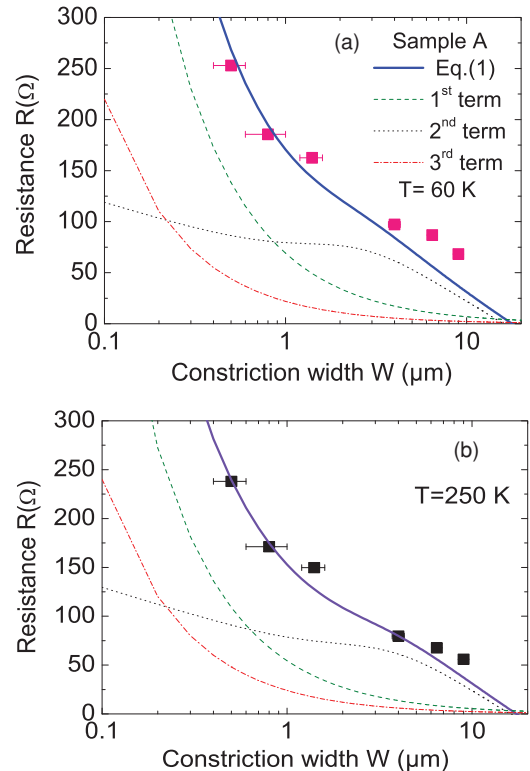 (a)
Sample A
Eq.(1)
1st term
2nd term
3rd term
T= 60 K
300
250
200
150
100
50
0
Resistance R(Ω)
0.1 1 10
Constriction width W (μm)
(b)
T=250 K
300
250
200
150
100
50
0
Resistance R(Ω)
0.1 1 10
Constriction width W (μm)